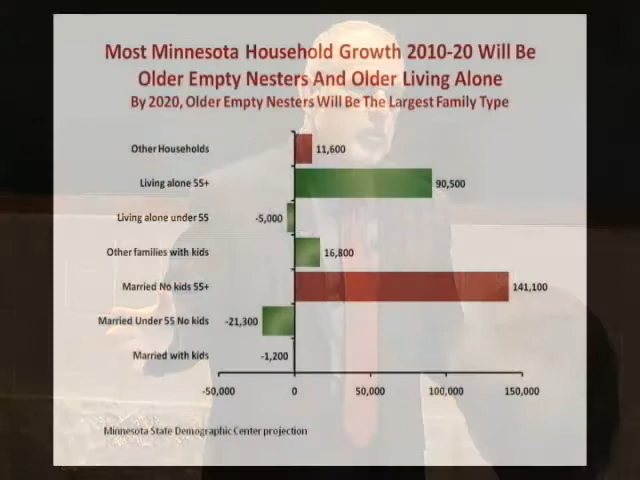 Most Minnesota Household Growth 2010-20 Will Be
Older Empty Nesters And Older Living Alone
By 2020, Older Empty Nesters Will Be The Largest Family Type
Other Households 11,600
Living alone 55+ 90,500
Living alone under 55 -5,000
Other families with kids 16,800
Married No kids 55+ 141,100
Married Under 55 No kids -21,300
Married with kids -1,200
-50,000 0 50,000 100,000 150,000
Minnesota State Demographic Center projection